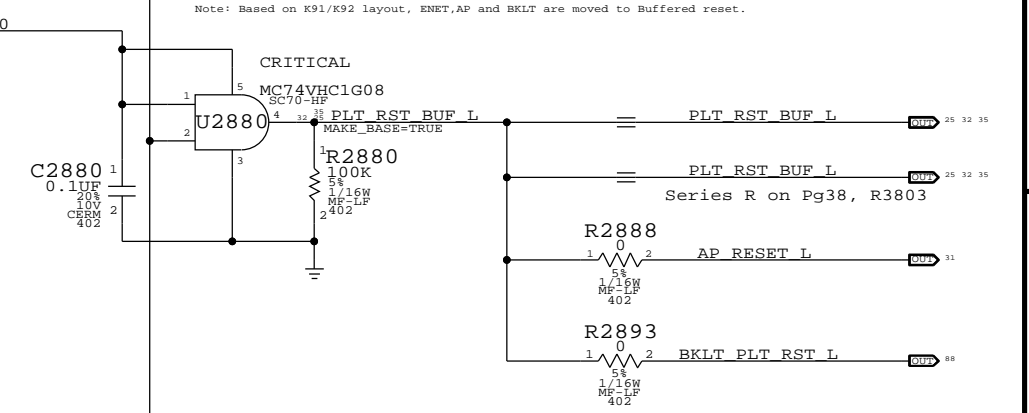 Note: Based on K91/K92 layout, ENET,AP and BKLT are moved to Buffered reset.
0
CRITICAL
5
MC74VHC1G08
SC70-HF
1
U2880
4
32
35
PLT_RST_BUF_L
MAKE_BASE=TRUE
2
3
PLT_RST_BUF_L
OUT
25 32 35
1
R2880
100K
5%
1/16W
MF-LF
402
2
C2880
1
0.1UF
20%
10V
CERM
402
2
PLT_RST_BUF_L
OUT
25 32 35
Series R on Pg38, R3803
R2888
0
1
2
5%
1/16W
MF-LF
402
AP_RESET_L
OUT
31
R2893
0
1
2
5%
1/16W
MF-LF
402
BKLT_PLT_RST_L
OUT
88